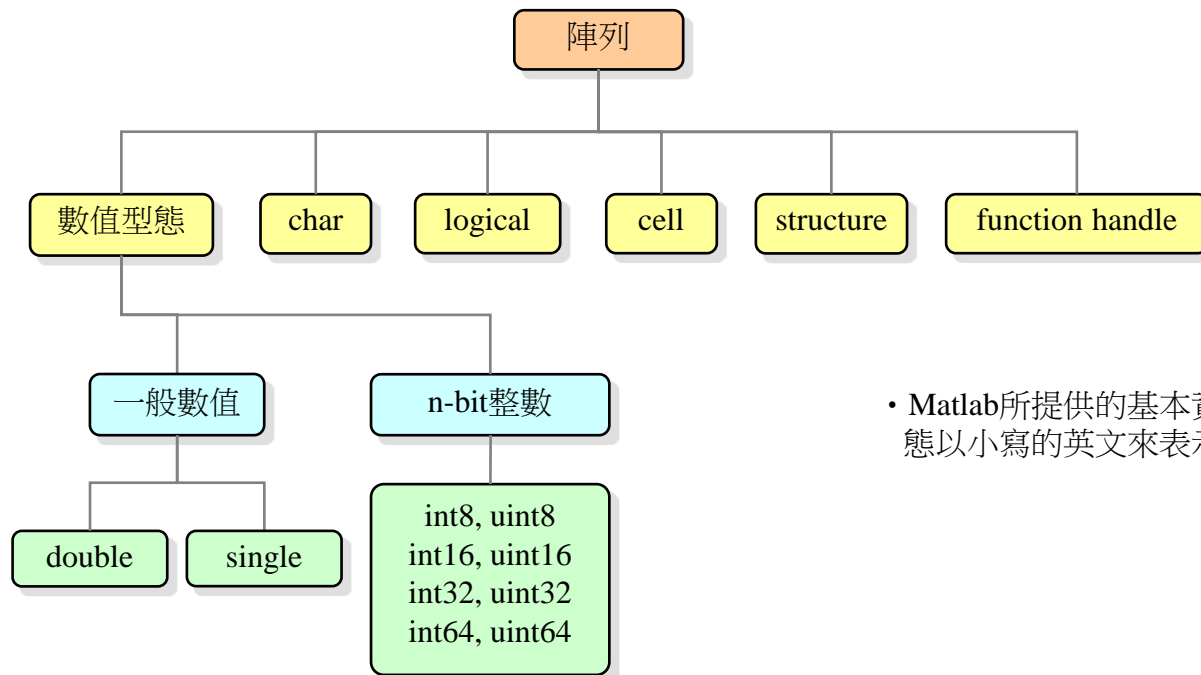 陣列
數值型態
char
logical
cell
structure
function handle
一般數值
n-bit整數
double
single
int8, uint8
int16, uint16
int32, uint32
int64, uint64
・Matlab所提供的基本
態以小寫的英文來表